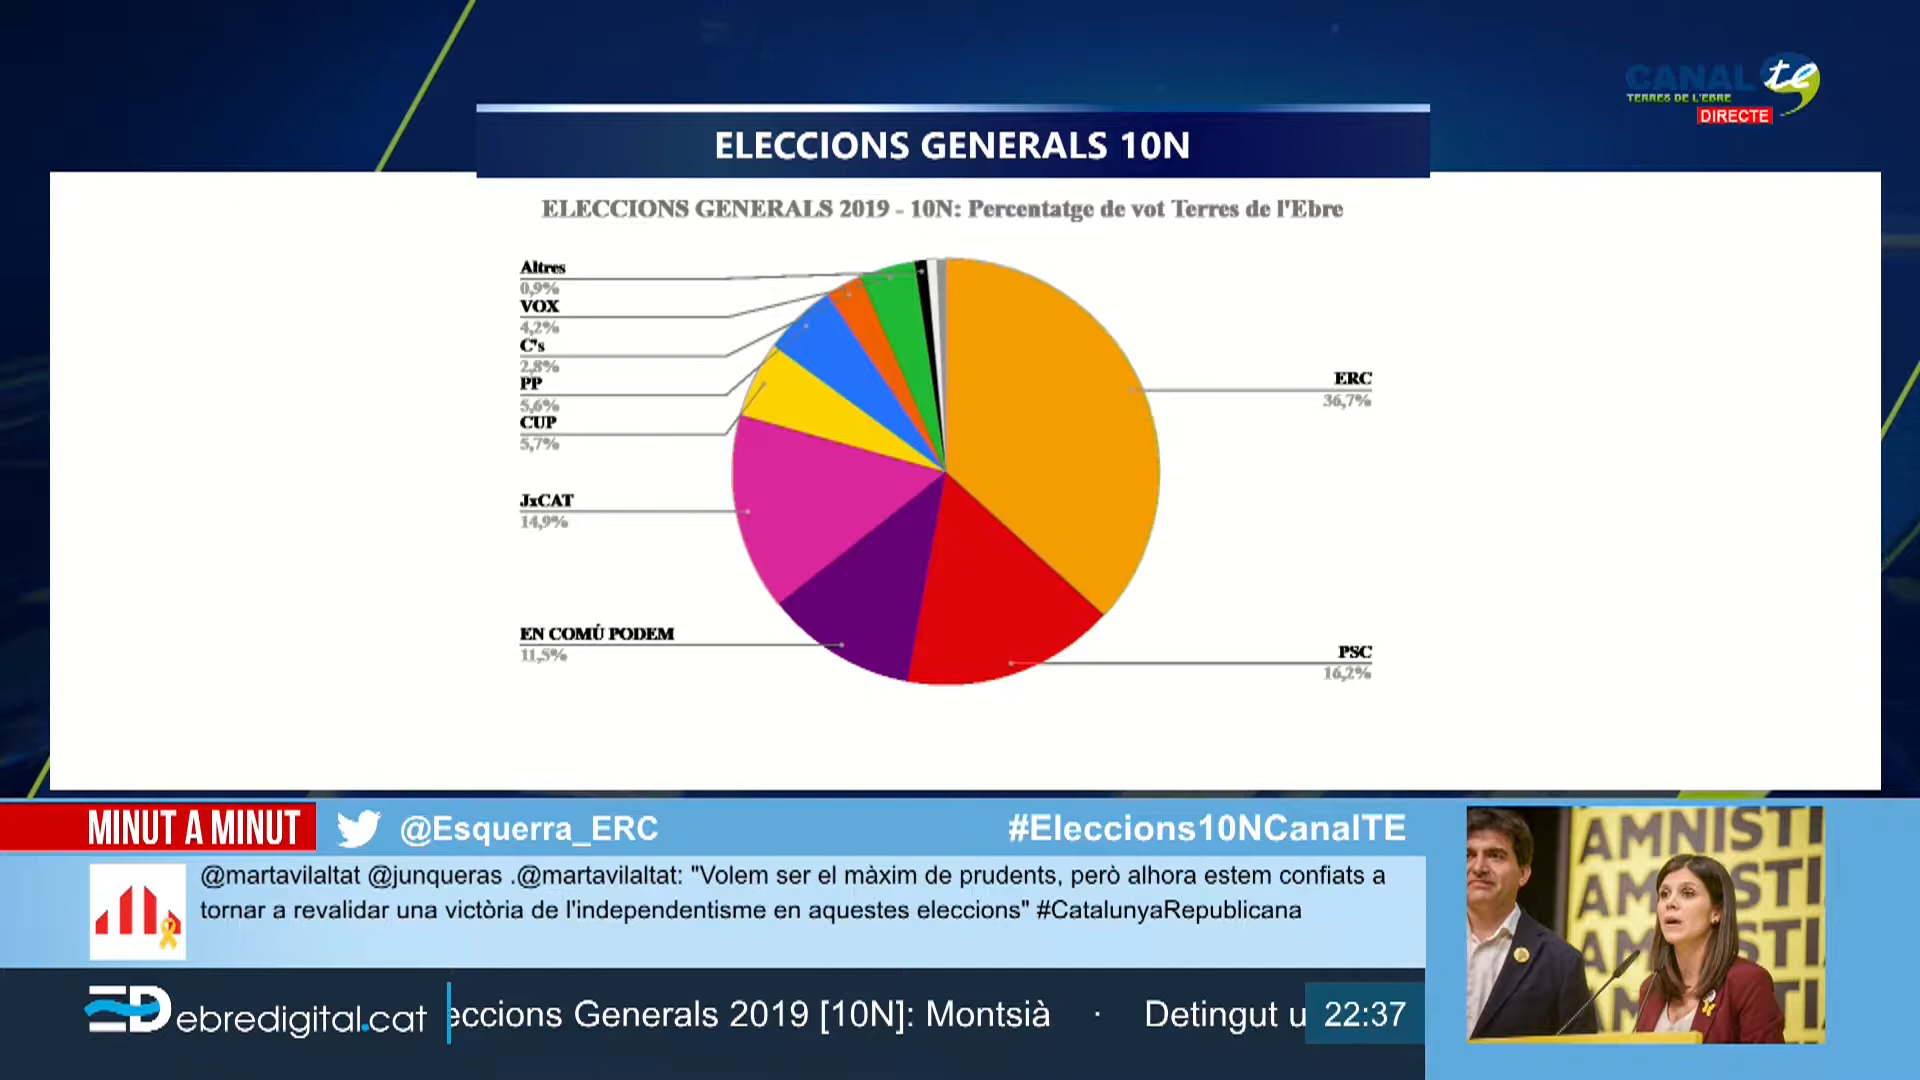 CANAL te
TERRES DE L'EBRE
DIRECTE
ELECCIONS GENERALS 10N
ELECCIONS GENERALS 2019 - 10N: Percentatge de vot Terres de l'Ebre
Altres
0,9%
VOX
4,2%
C's
2,8%
PP
5,6%
CUP
5,7%
JxCAT
14,9%
EN COMÚ PODEM
11,5%
ERC
36,7%
PSC
16,2%
MINUT A MINUT
@Esquerra_ERC
#Eleccions10NCanalTE
@martavilaltat @junqueras .@martavilaltat: "Volem ser el màxim de prudents, però alhora estem confiats a
tornar a revalidar una victòria de l'independentisme en aquestes eleccions" #CatalunyaRepublicana
ED ebredigital.cat
eccions Generals 2019 [10N]: Montsià · Detingut u
22:37
AMNISTI
AMNISTI
AMNISTI